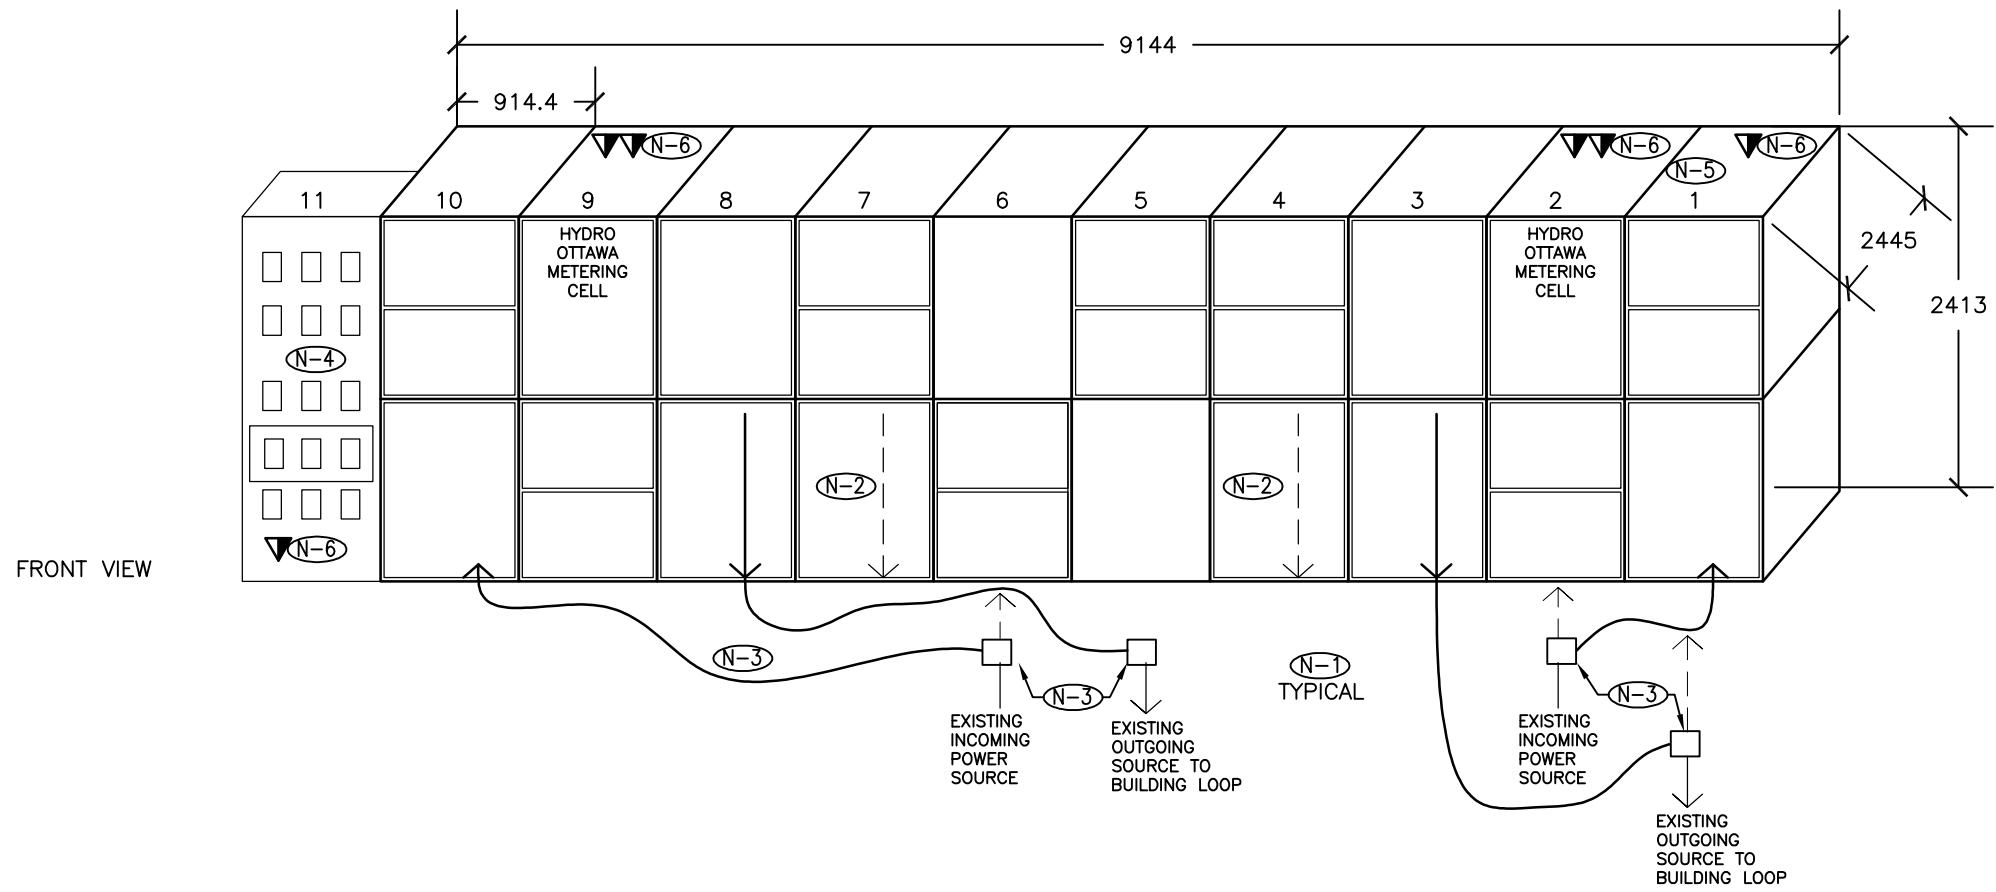 9144
914.4
N-6
N-6
N-6
N-5
11
10
9
8
7
6
5
4
3
2
1
HYDRO
OTTAWA
METERING
CELL
HYDRO
OTTAWA
METERING
CELL
2445
2413
N-4
N-2
N-2
N-6
FRONT VIEW
N-3
N-1
TYPICAL
N-3
N-3
EXISTING
INCOMING
POWER
SOURCE
EXISTING
OUTGOING
SOURCE TO
BUILDING LOOP
EXISTING
INCOMING
POWER
SOURCE
EXISTING
OUTGOING
SOURCE TO
BUILDING LOOP